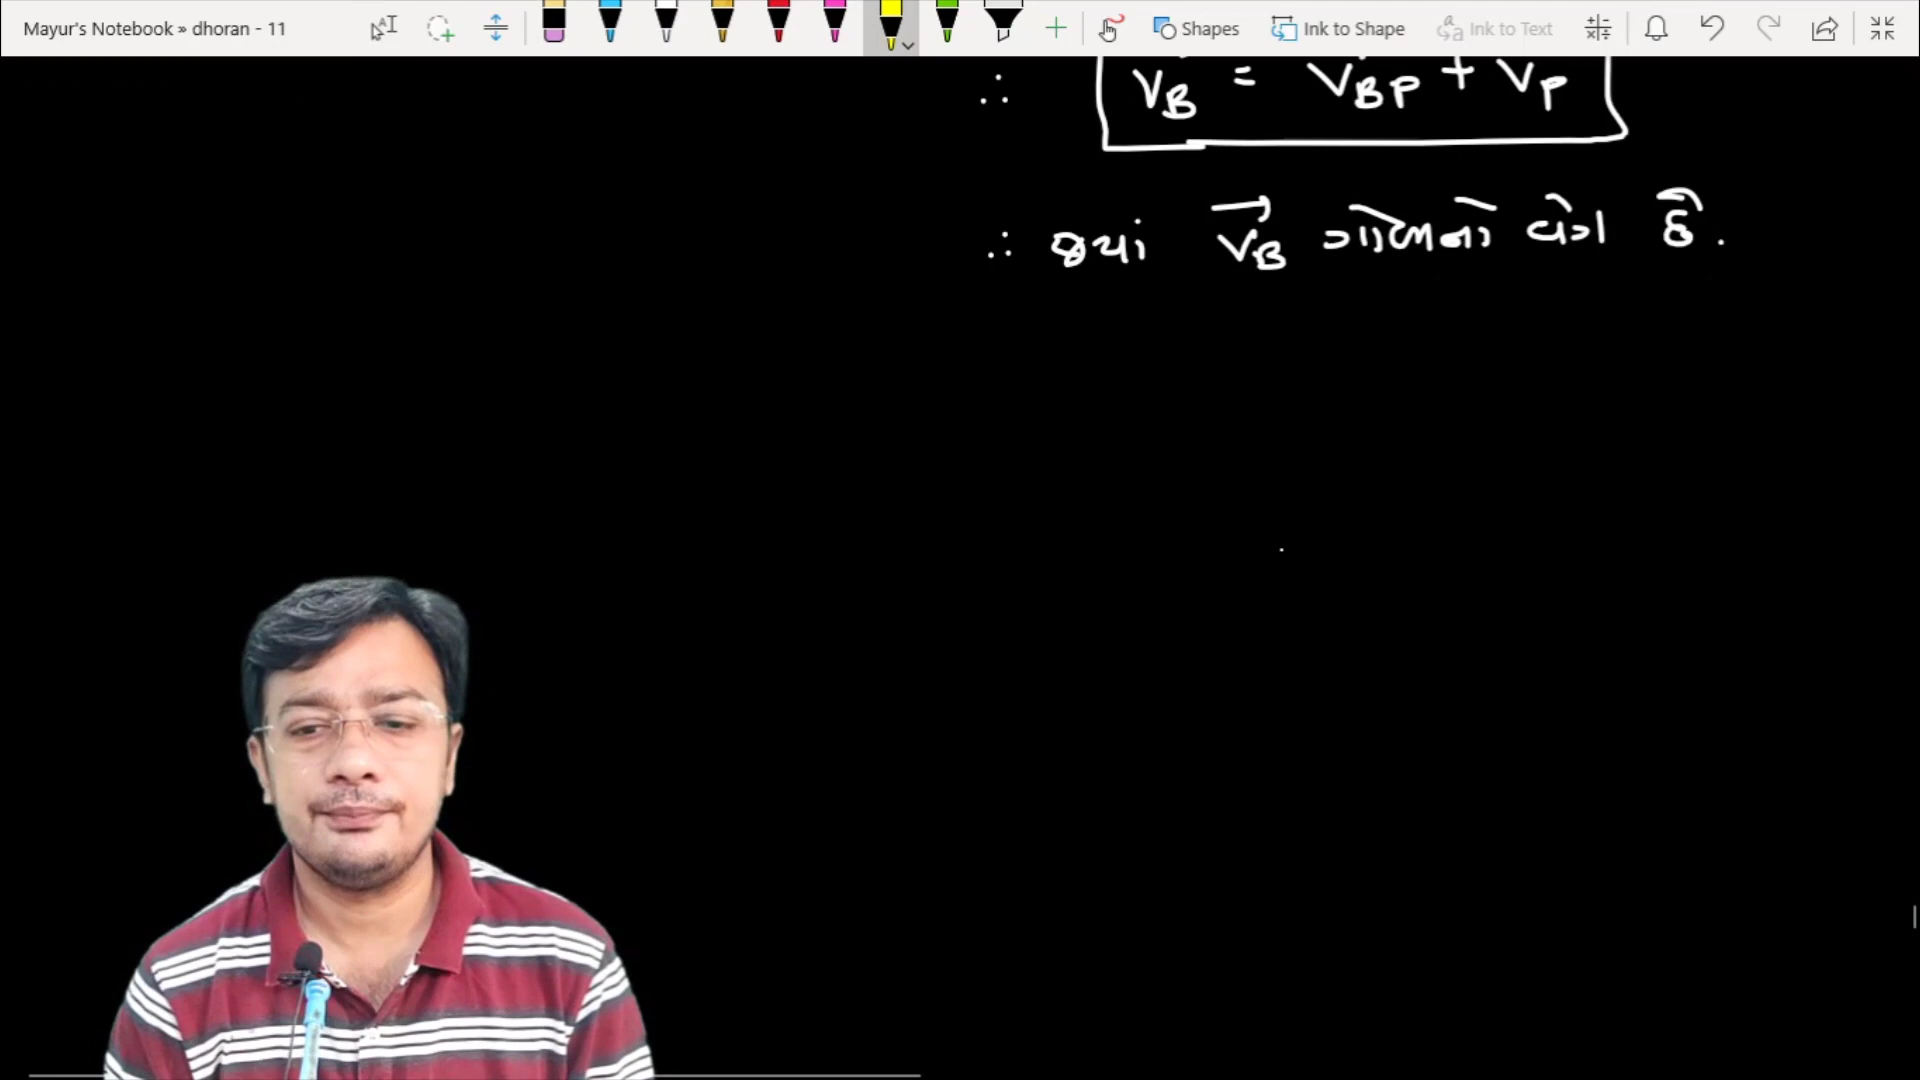 Mayur's Notebook » dhoran - 11
Shapes
Ink to Shape
Ink to Text
∴ V_B = V_BP + V_P
∴ જ્યાં V_B ગોળાનો વેગ છે.